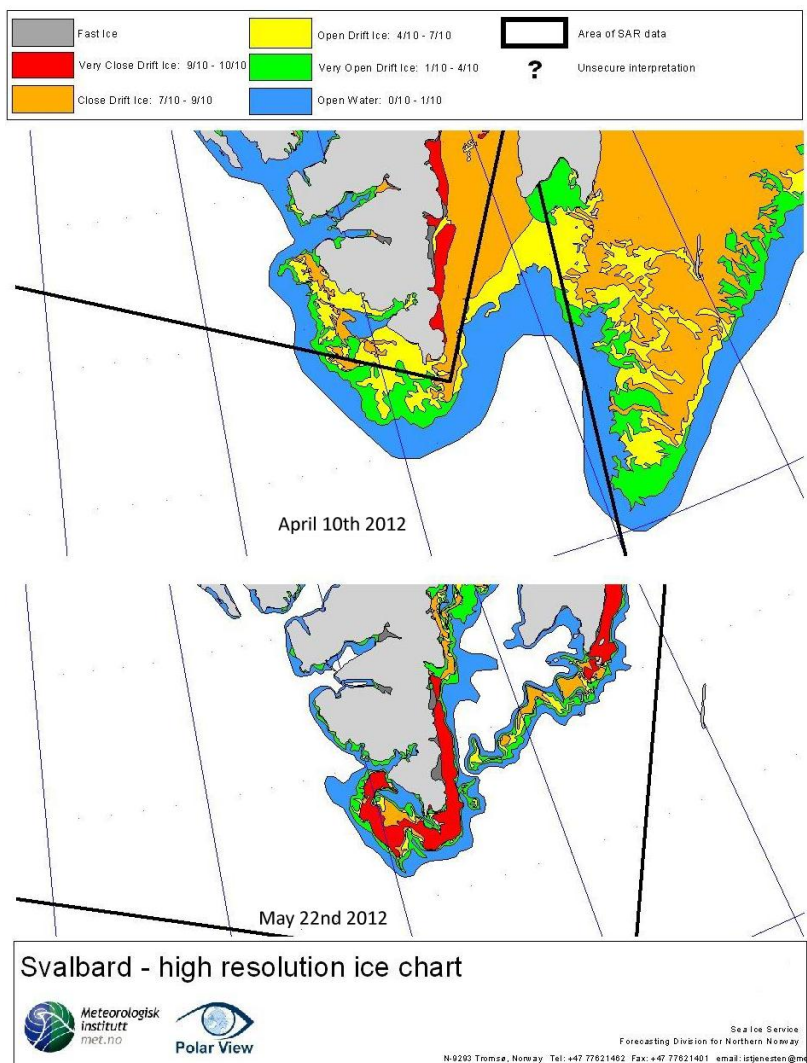 Fast Ice
Open Drift Ice: 4/10 - 7/10
Area of SAR data
Very Close Drift Ice: 9/10 - 10/10
Very Open Drift Ice: 1/10 - 4/10
?
Unsecure interpretation
Close Drift Ice: 7/10 - 9/10
Open Water: 0/10 - 1/10
April 10th 2012
May 22nd 2012
Svalbard - high resolution ice chart
Meteorologisk
institutt
met.no
Polar View
Sea Ice Service
Forecasting Division for Northern Norway
N-9293 Tromsø, Norway Tel: +47 77621462 Fax: +47 77621401 email: istjenesten@me